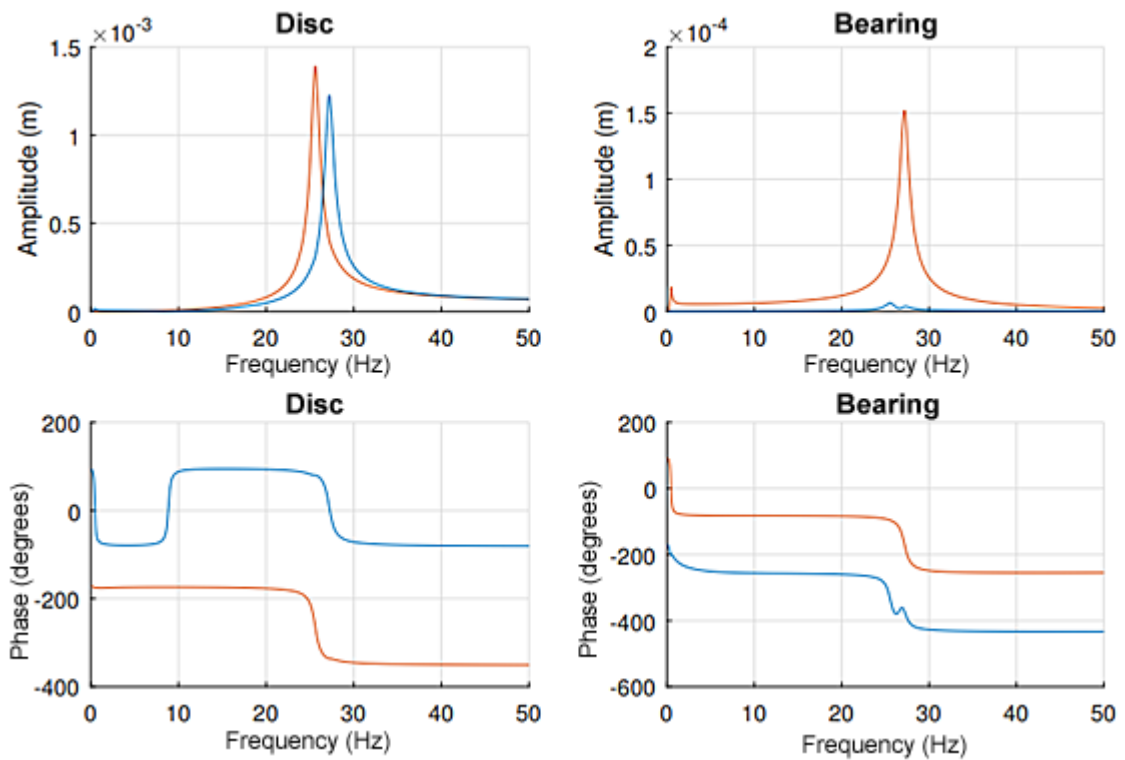 Disc
×10-3
1.5
1
0.5
0
Amplitude (m)
0 10 20 30 40 50
Frequency (Hz)
Bearing
×10-4
2
1.5
1
0.5
0
Amplitude (m)
0 10 20 30 40 50
Frequency (Hz)
Disc
200
0
-200
-400
Phase (degrees)
0 10 20 30 40 50
Frequency (Hz)
Bearing
200
0
-200
-400
-600
Phase (degrees)
0 10 20 30 40 50
Frequency (Hz)